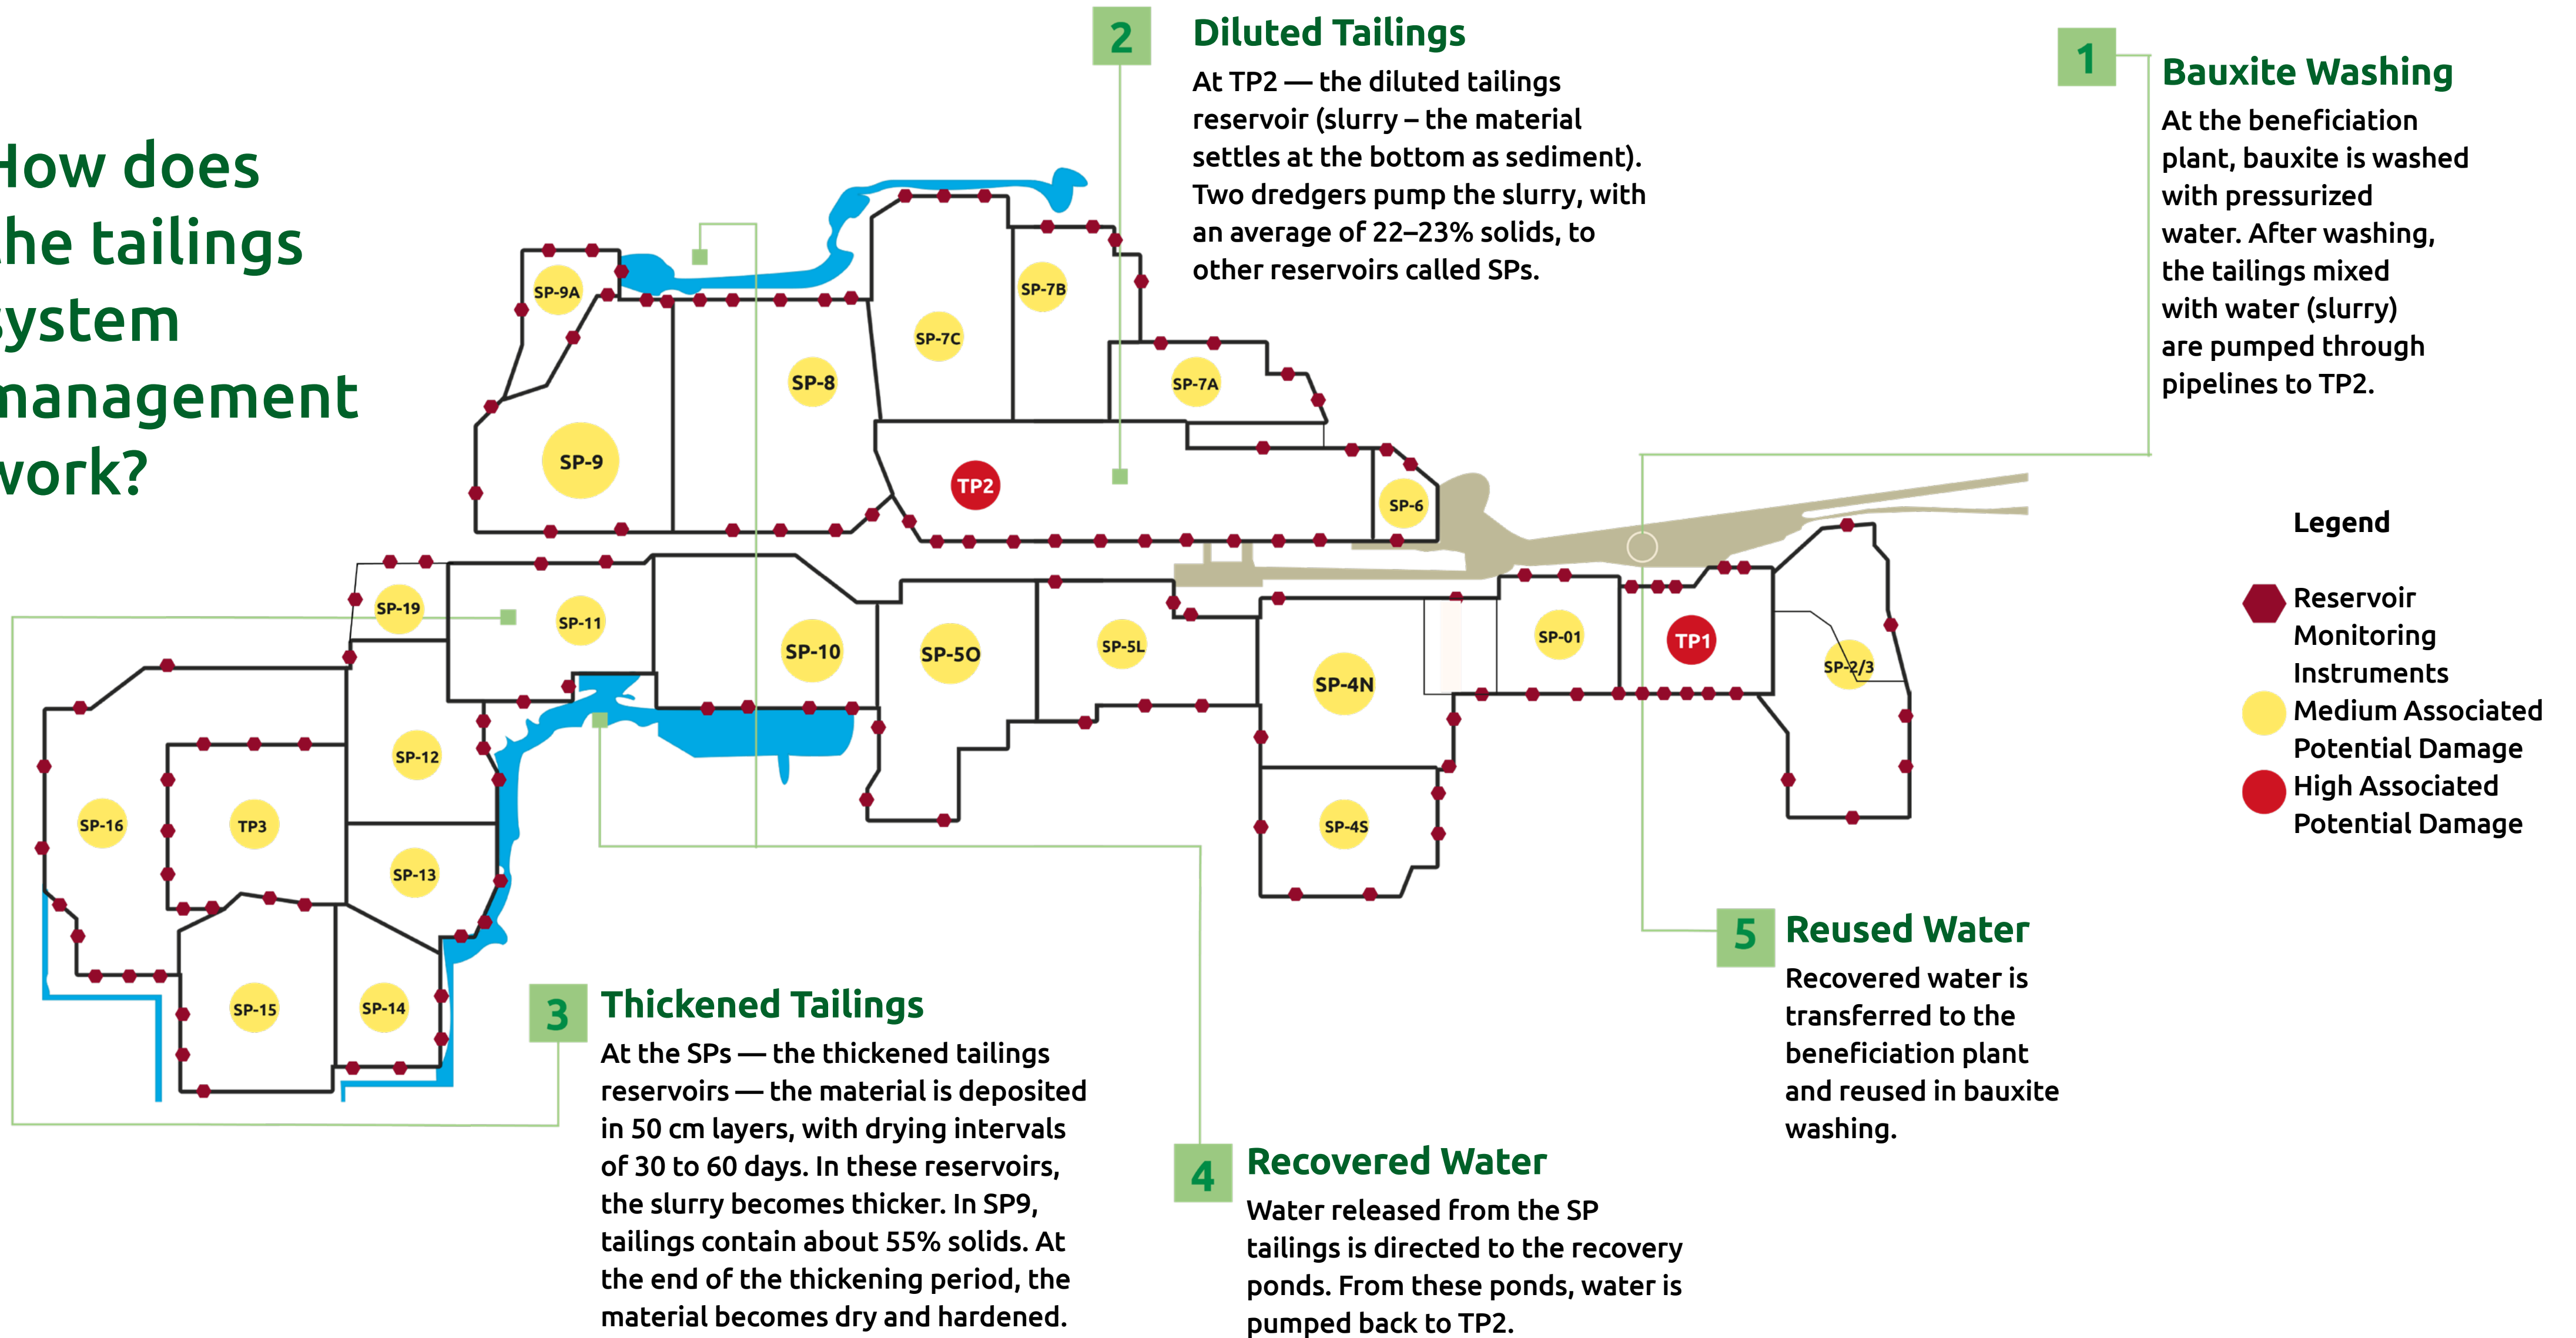 How does
the tailings
system
management
work?
2
Diluted Tailings
At TP2 — the diluted tailings
reservoir (slurry – the material
settles at the bottom as sediment).
Two dredgers pump the slurry, with
an average of 22–23% solids, to
other reservoirs called SPs.
1
Bauxite Washing
At the beneficiation
plant, bauxite is washed
with pressurized
water. After washing,
the tailings mixed
with water (slurry)
are pumped through
pipelines to TP2.
SP-9A
SP-7B
SP-7C
SP-8
SP-7A
SP-9
TP2
SP-6
SP-19
SP-11
SP-10
SP-5O
SP-5L
SP-4N
SP-01
TP1
SP-2/3
SP-12
SP-16
TP3
SP-4S
SP-13
SP-15
SP-14
Legend
Reservoir
Monitoring
Instruments
Medium Associated
Potential Damage
High Associated
Potential Damage
3
Thickened Tailings
At the SPs — the thickened tailings
reservoirs — the material is deposited
in 50 cm layers, with drying intervals
of 30 to 60 days. In these reservoirs,
the slurry becomes thicker. In SP9,
tailings contain about 55% solids. At
the end of the thickening period, the
material becomes dry and hardened.
4
Recovered Water
Water released from the SP
tailings is directed to the recovery
ponds. From these ponds, water is
pumped back to TP2.
5
Reused Water
Recovered water is
transferred to the
beneficiation plant
and reused in bauxite
washing.